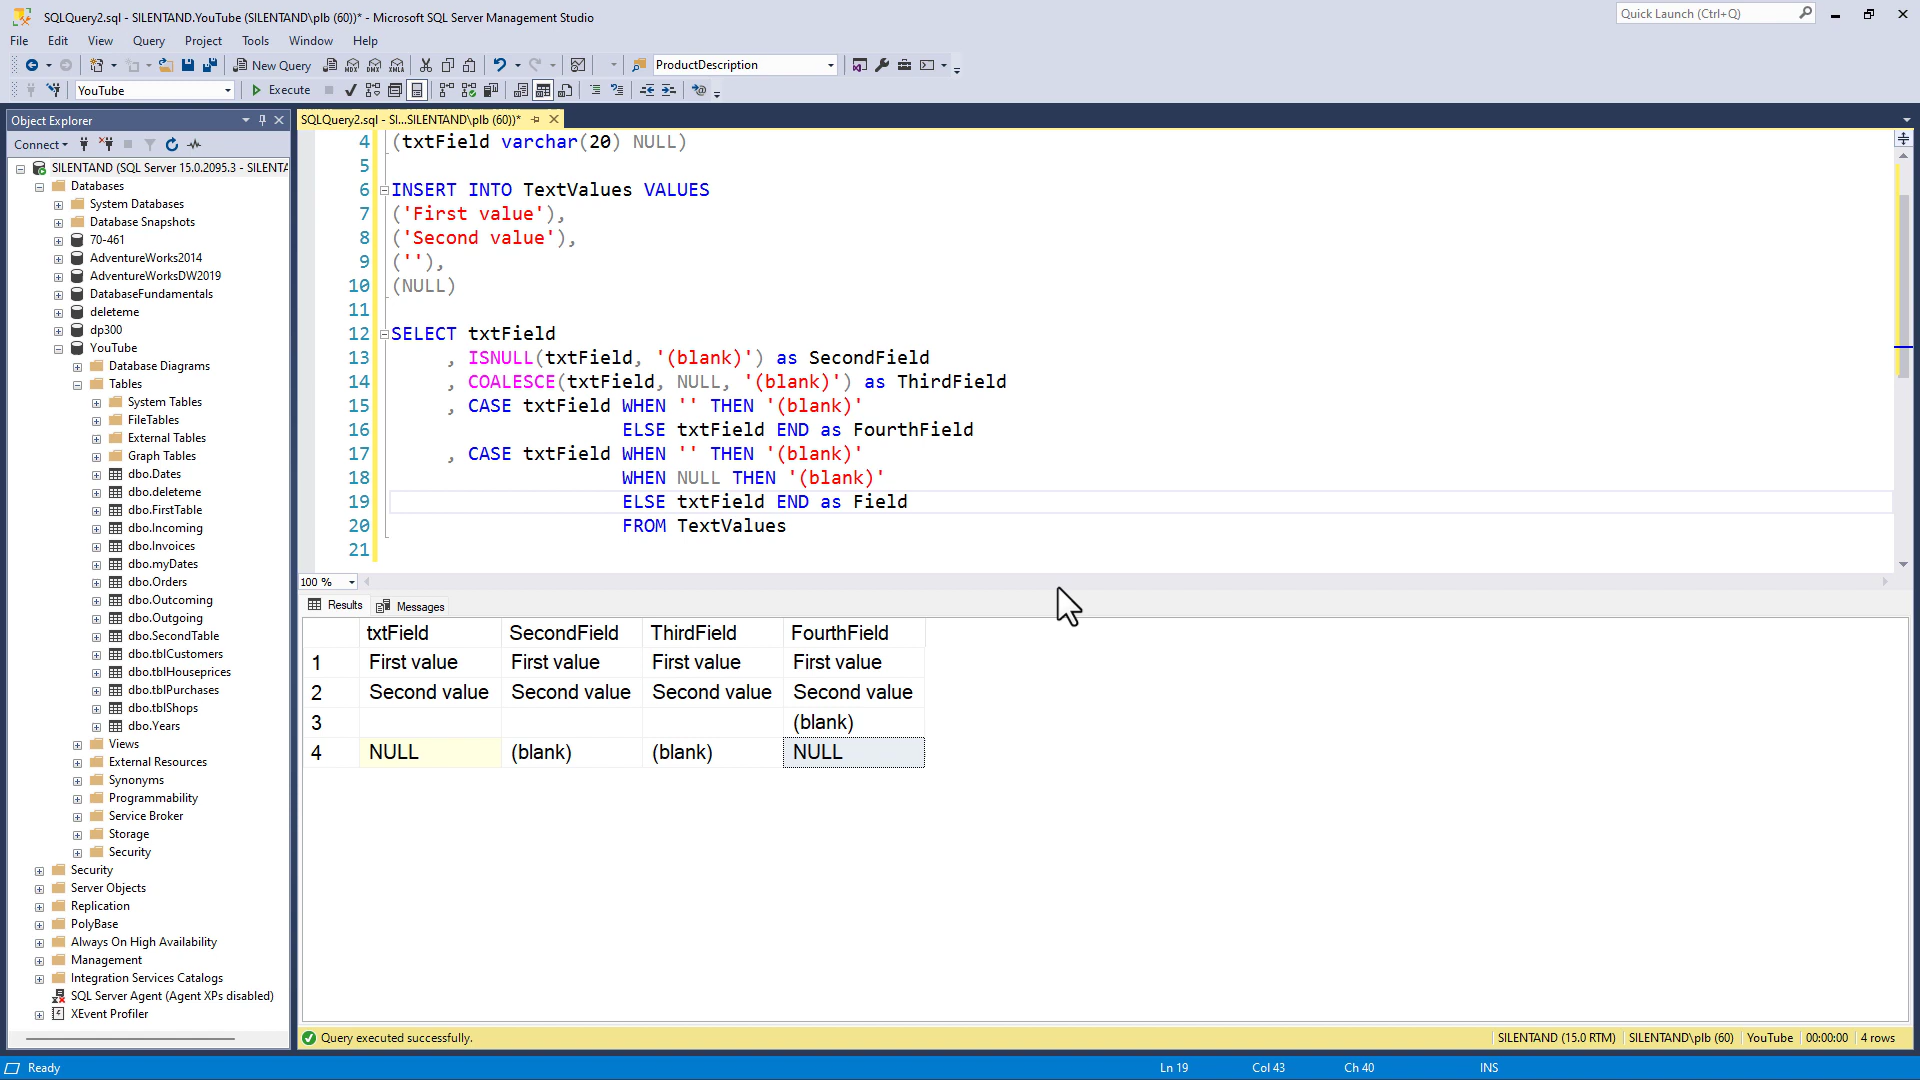 SQLQuery2.sql - SILENTAND.YouTube (SILENTAND\plb (60))* - Microsoft SQL Server Management Studio
Quick Launch (Ctrl+Q)
File Edit View Query Project Tools Window Help
New Query
MDX DMX XMLA
ProductDescription
YouTube
Execute
Object Explorer
SQLQuery2.sql - SI...SILENTAND\plb (60))*
Connect
SILENTAND (SQL Server 15.0.2095.3 - SILENTA
Databases
System Databases
Database Snapshots
70-461
AdventureWorks2014
AdventureWorksDW2019
DatabaseFundamentals
deleteme
dp300
YouTube
Database Diagrams
Tables
System Tables
FileTables
External Tables
Graph Tables
dbo.Dates
dbo.deleteme
dbo.FirstTable
dbo.Incoming
dbo.Invoices
dbo.myDates
dbo.Orders
dbo.Outcoming
dbo.Outgoing
dbo.SecondTable
dbo.tblCustomers
dbo.tblHouseprices
dbo.tblPurchases
dbo.tblShops
dbo.Years
Views
External Resources
Synonyms
Programmability
Service Broker
Storage
Security
Security
Server Objects
Replication
PolyBase
Always On High Availability
Management
Integration Services Catalogs
SQL Server Agent (Agent XPs disabled)
XEvent Profiler
4 (txtField varchar(20) NULL)
5
6 INSERT INTO TextValues VALUES
7 ('First value'),
8 ('Second value'),
9 (''),
10 (NULL)
11
12 SELECT txtField
13 , ISNULL(txtField, '(blank)') as SecondField
14 , COALESCE(txtField, NULL, '(blank)') as ThirdField
15 , CASE txtField WHEN '' THEN '(blank)'
16 ELSE txtField END as FourthField
17 , CASE txtField WHEN '' THEN '(blank)'
18 WHEN NULL THEN '(blank)'
19 ELSE txtField END as Field
20 FROM TextValues
21
100 %
Results Messages
txtField SecondField ThirdField FourthField
1 First value First value First value First value
2 Second value Second value Second value Second value
3 (blank)
4 NULL (blank) (blank) NULL
Query executed successfully.
SILENTAND (15.0 RTM) SILENTAND\plb (60) YouTube 00:00:00 4 rows
Ready
Ln 19 Col 43 Ch 40 INS